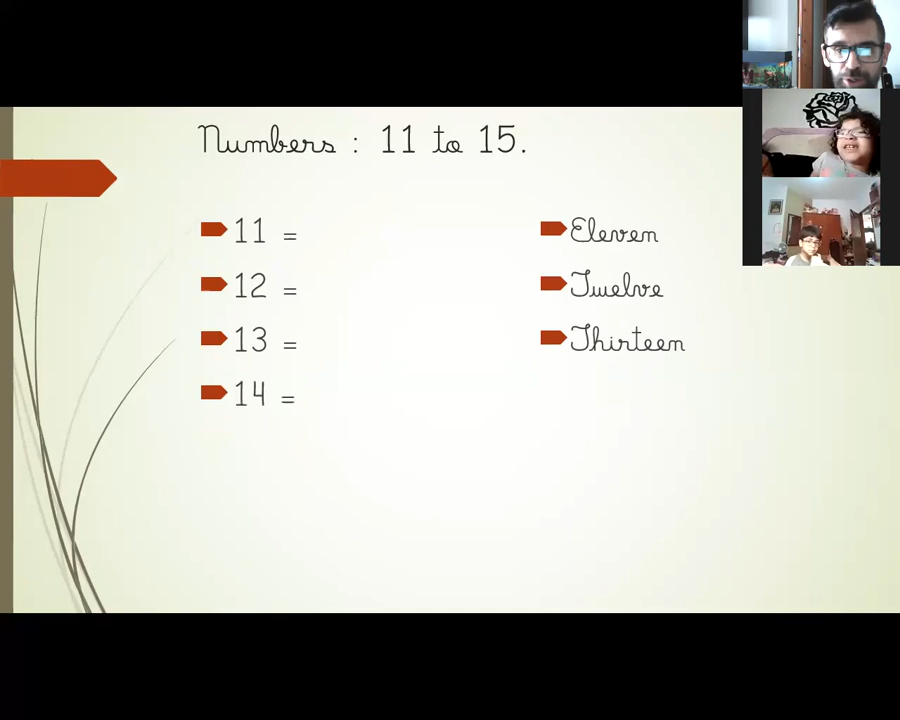 Numbers : 11 to 15.
11 =
Eleven
12 =
Twelve
13 =
Thirteen
14 =